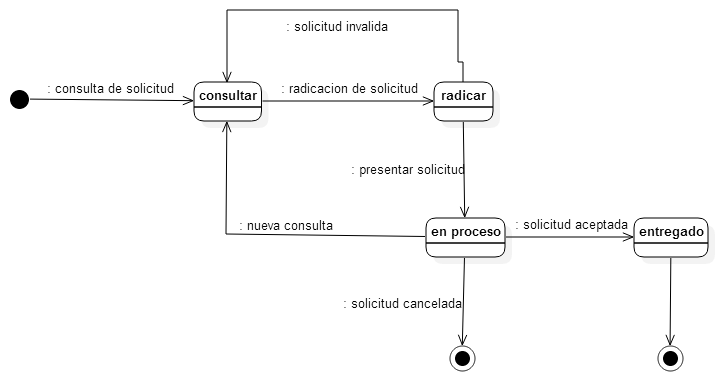 : solicitud invalida
: consulta de solicitud
consultar
: radicacion de solicitud
radicar
: presentar solicitud
: nueva consulta
en proceso
: solicitud aceptada
entregado
: solicitud cancelada